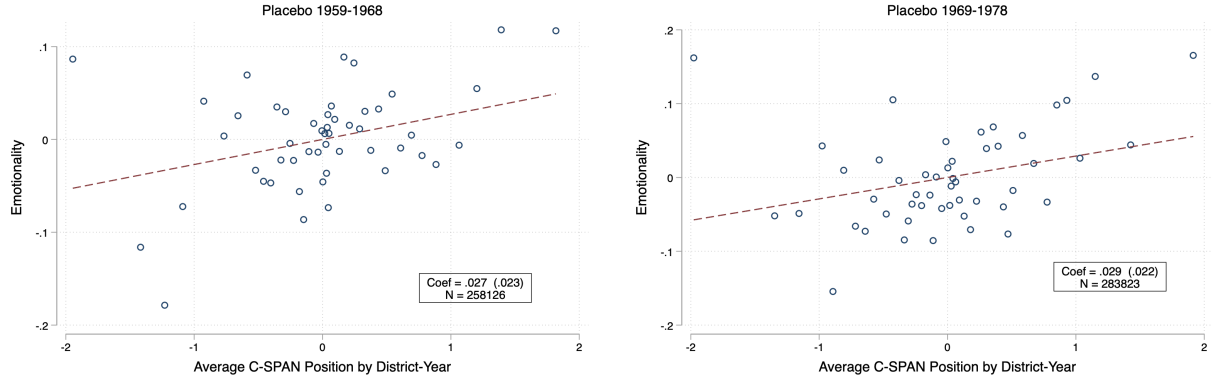 Placebo 1959-1968
.1
0
-.1
-.2
Emotionality
Coef = .027 (.023)
N = 258126
-2 -1 0 1 2
Average C-SPAN Position by District-Year
Placebo 1969-1978
.2
.1
0
-.1
-.2
Emotionality
Coef = .029 (.022)
N = 283823
-2 -1 0 1 2
Average C-SPAN Position by District-Year